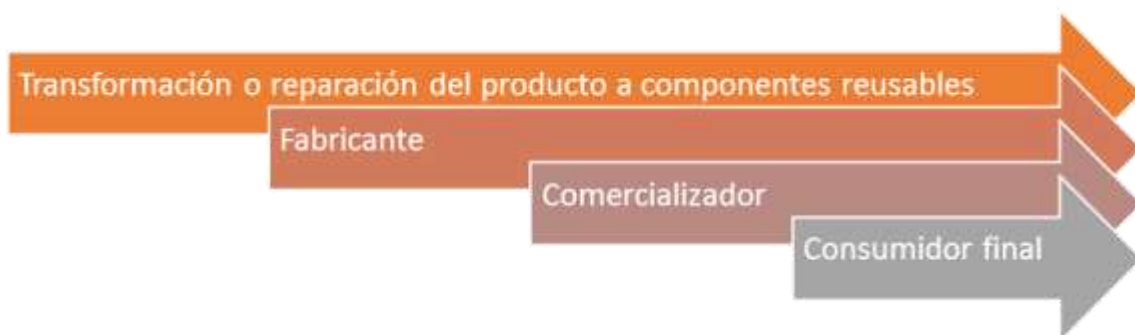 Transformación o reparación del producto a componentes reusables
Fabricante
Comercializador
Consumidor final